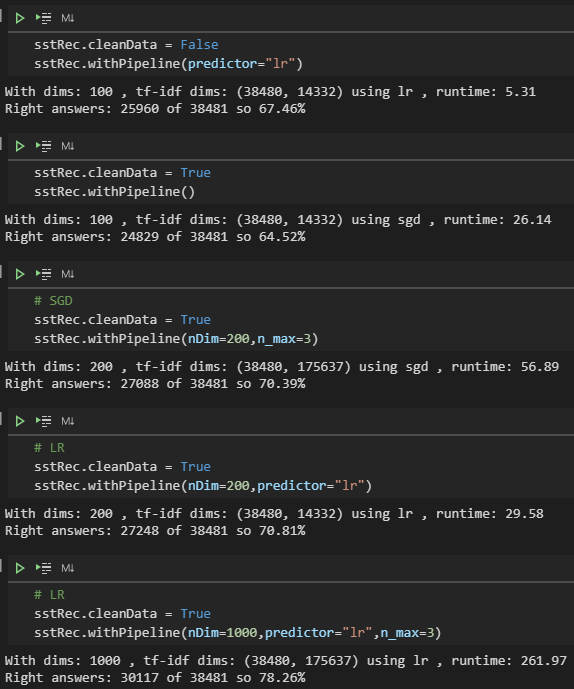 M↓
sstRec.cleanData = False
sstRec.withPipeline(predictor="lr")
With dims: 100 , tf-idf dims: (38480, 14332) using lr , runtime: 5.31
Right answers: 25960 of 38481 so 67.46%
M↓
sstRec.cleanData = True
sstRec.withPipeline()
With dims: 100 , tf-idf dims: (38480, 14332) using sgd , runtime: 26.14
Right answers: 24829 of 38481 so 64.52%
M↓
# SGD
sstRec.cleanData = True
sstRec.withPipeline(nDim=200,n_max=3)
With dims: 200 , tf-idf dims: (38480, 175637) using sgd , runtime: 56.89
Right answers: 27088 of 38481 so 70.39%
M↓
# LR
sstRec.cleanData = True
sstRec.withPipeline(nDim=200,predictor="lr")
With dims: 200 , tf-idf dims: (38480, 14332) using lr , runtime: 29.58
Right answers: 27248 of 38481 so 70.81%
M↓
# LR
sstRec.cleanData = True
sstRec.withPipeline(nDim=1000,predictor="lr",n_max=3)
With dims: 1000 , tf-idf dims: (38480, 175637) using lr , runtime: 261.97
Right answers: 30117 of 38481 so 78.26%